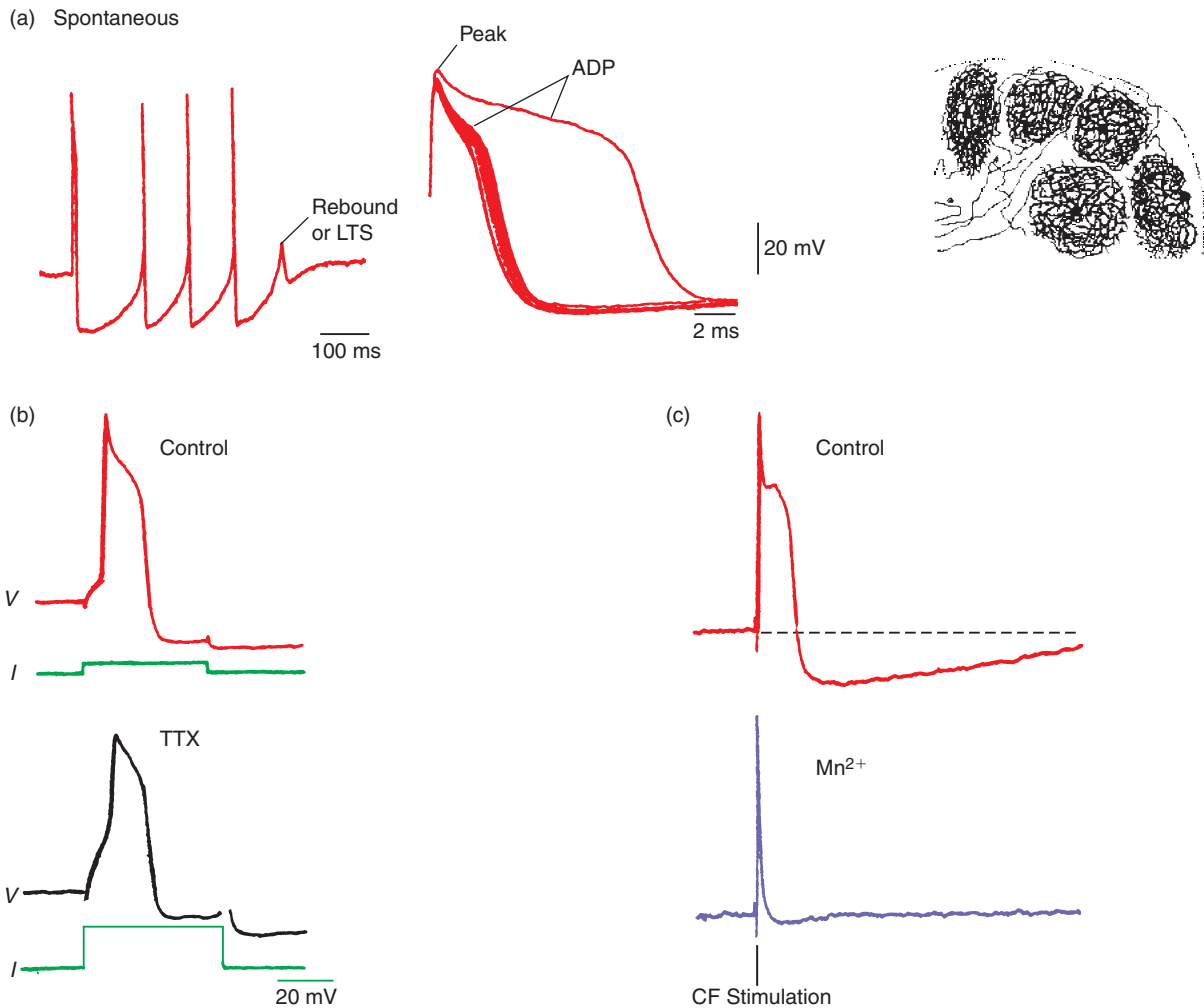 (a) Spontaneous
Peak
ADP
Rebound
or LTS
20 mV
100 ms
2 ms
(b)
Control
V
I
TTX
V
I
20 mV
(c)
Control
Mn2+
CF Stimulation